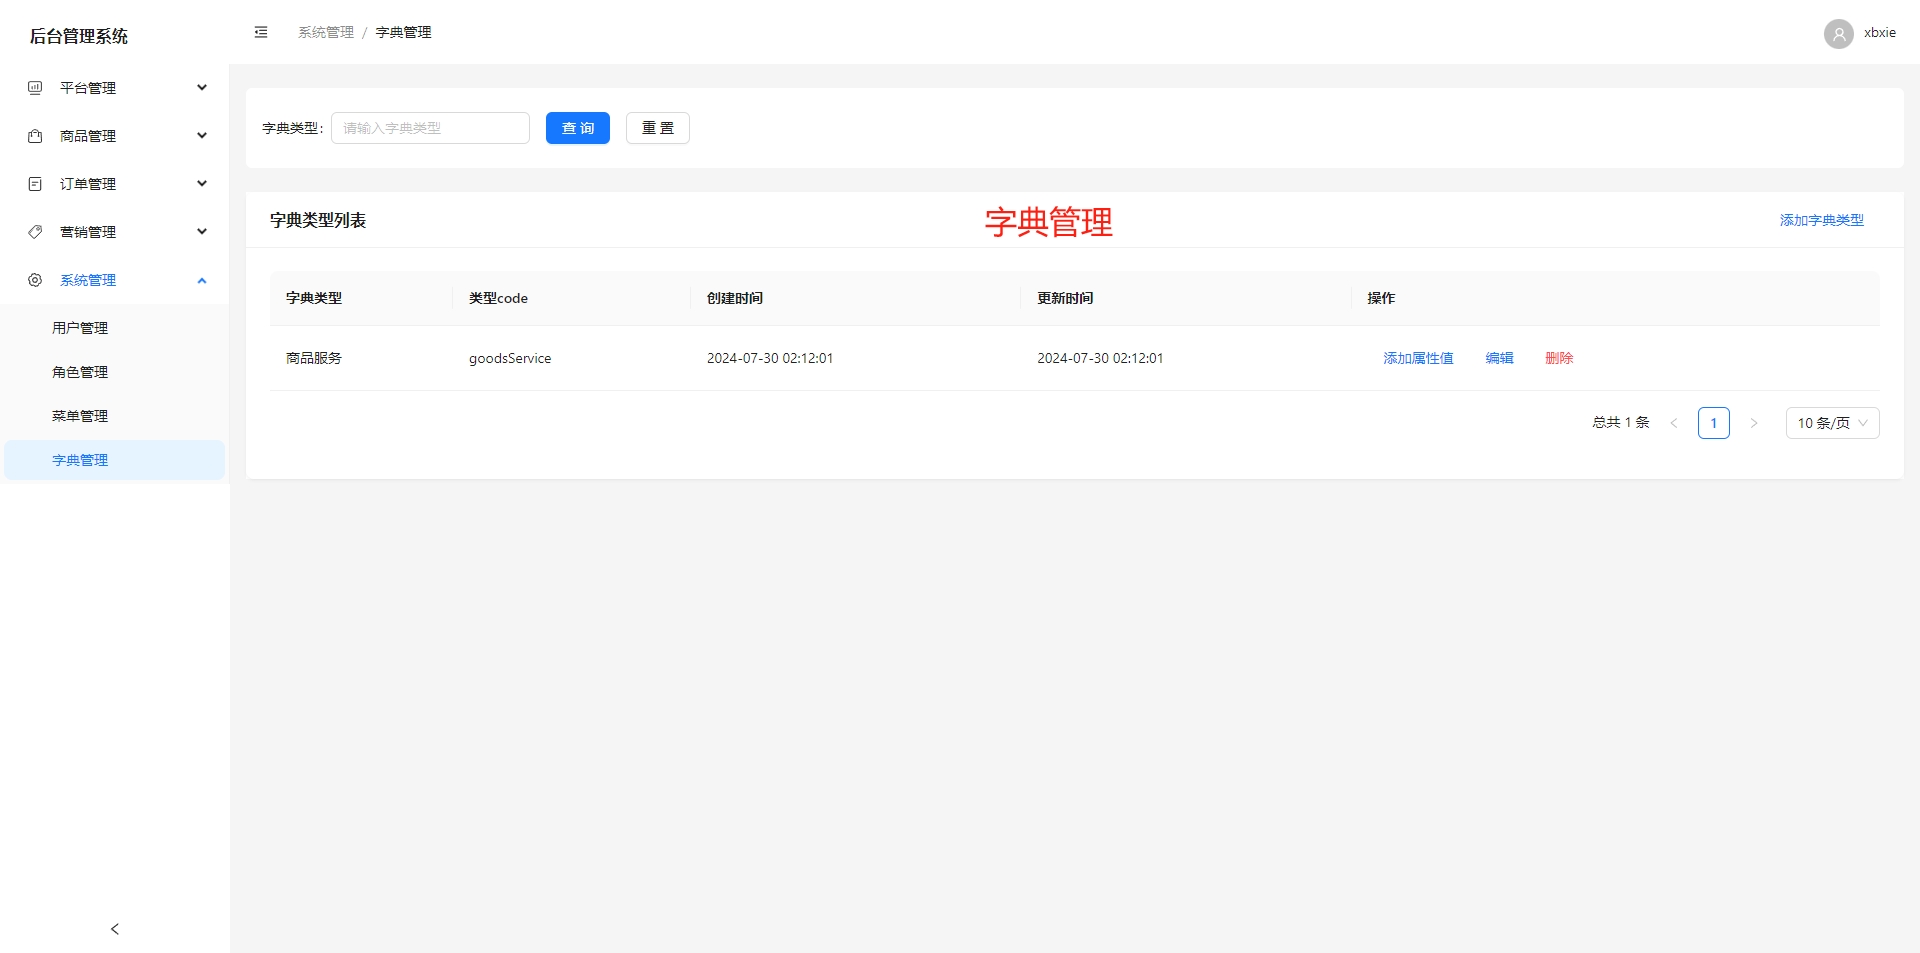 后台管理系统
系统管理 / 字典管理
xbxie
平台管理
商品管理
订单管理
营销管理
系统管理
用户管理
角色管理
菜单管理
字典管理
字典类型: 请输入字典类型 查 询 重 置
字典类型列表 字典管理 添加字典类型
字典类型 类型code 创建时间 更新时间 操作
商品服务 goodsService 2024-07-30 02:12:01 2024-07-30 02:12:01 添加属性值 编辑 删除
总共 1 条 < 1 > 10 条/页